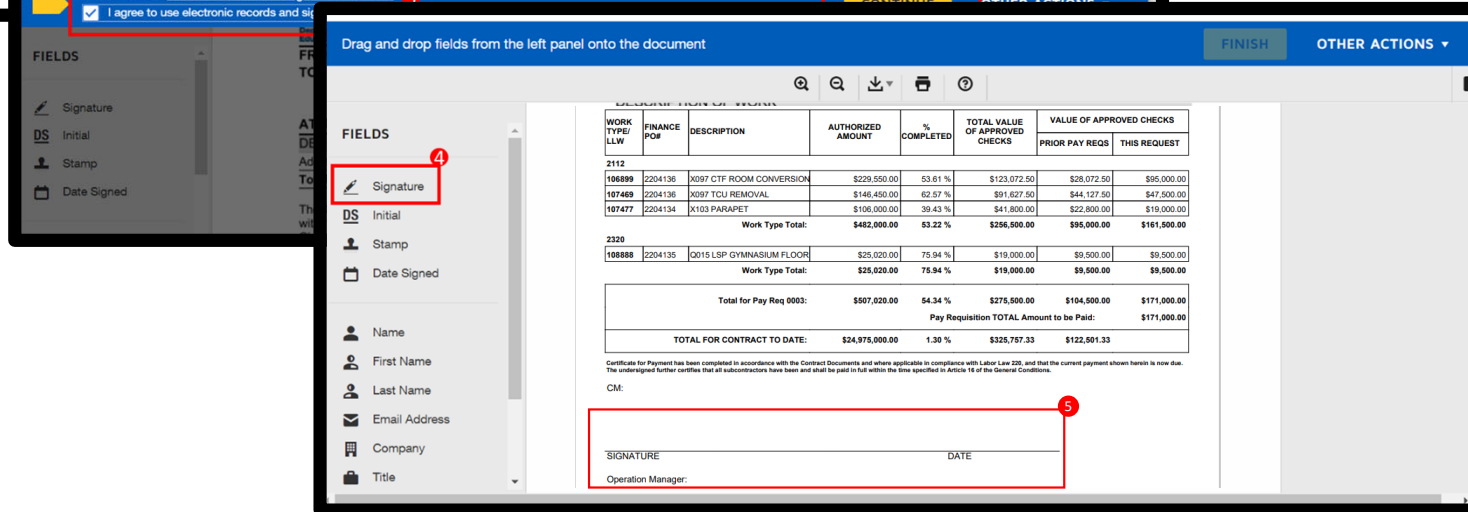 I agree to use electronic records and sig
FIELDS
Signature
DS Initial
Stamp
Date Signed
Drag and drop fields from the left panel onto the document
FINISH
OTHER ACTIONS
FIELDS
4
Signature
DS Initial
Stamp
Date Signed
Name
First Name
Last Name
Email Address
Company
Title
DESCRIPTION OF WORK
WORK TYPE/ LLW FINANCE PO# DESCRIPTION AUTHORIZED AMOUNT % COMPLETED TOTAL VALUE OF APPROVED CHECKS VALUE OF APPROVED CHECKS
PRIOR PAY REQS THIS REQUEST
2112
106899 2204136 X097 CTF ROOM CONVERSION $229,550.00 53.61 % $123,072.50 $28,072.50 $95,000.00
107469 2204136 X097 TCU REMOVAL $146,450.00 62.57 % $91,627.50 $44,127.50 $47,500.00
107477 2204134 X103 PARAPET $106,000.00 39.43 % $41,800.00 $22,800.00 $19,000.00
Work Type Total: $482,000.00 53.22 % $256,500.00 $95,000.00 $161,500.00
2320
108888 2204135 Q015 LSP GYMNASIUM FLOOR $25,020.00 75.94 % $19,000.00 $9,500.00 $9,500.00
Work Type Total: $25,020.00 75.94 % $19,000.00 $9,500.00 $9,500.00
Total for Pay Req 0003: $507,020.00 54.34 % $275,500.00 $104,500.00 $171,000.00
Pay Requisition TOTAL Amount to be Paid: $171,000.00
TOTAL FOR CONTRACT TO DATE: $24,975,000.00 1.30 % $325,757.33 $122,501.33
Certificate for Payment has been completed in accordance with the Contract Documents and where applicable in compliance with Labor Law 220, and that the current payment shown herein is now due.
The undersigned further certifies that all subcontractors have been and shall be paid in full within the time specified in Article 16 of the General Conditions.
CM:
5
SIGNATURE DATE
Operation Manager: